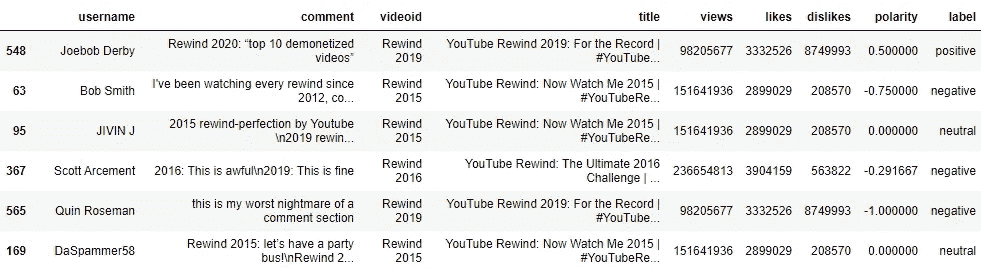 username comment videoid title views likes dislikes polarity label
548 Joebob Derby Rewind 2020: “top 10 demonetized videos” Rewind 2019 YouTube Rewind 2019: For the Record | #YouTube... 98205677 3332526 8749993 0.500000 positive
63 Bob Smith I've been watching every rewind since 2012, co... Rewind 2015 YouTube Rewind: Now Watch Me 2015 | #YouTubeRe... 151641936 2899029 208570 -0.750000 negative
95 JIVIN J 2015 rewind-perfection by Youtube \n2019 rewin... Rewind 2015 YouTube Rewind: Now Watch Me 2015 | #YouTubeRe... 151641936 2899029 208570 0.000000 neutral
367 Scott Arcement 2016: This is awful\n2019: This is fine Rewind 2016 YouTube Rewind: The Ultimate 2016 Challenge | ... 236654813 3904159 563822 -0.291667 negative
565 Quin Roseman this is my worst nightmare of a comment section Rewind 2019 YouTube Rewind 2019: For the Record | #YouTube... 98205677 3332526 8749993 -1.000000 negative
169 DaSpammer58 Rewind 2015: let’s have a party bus!\nRewind 2... Rewind 2015 YouTube Rewind: Now Watch Me 2015 | #YouTubeRe... 151641936 2899029 208570 0.000000 neutral